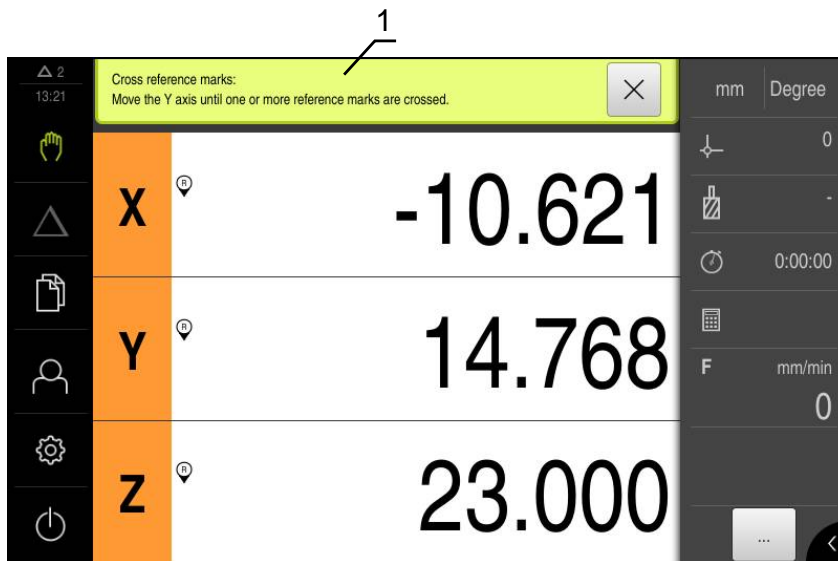 1
2
13:21
Cross reference marks:
Move the Y axis until one or more reference marks are crossed.
mm Degree
0
-
0:00:00
F mm/min
0
X R -10.621
Y R 14.768
Z R 23.000
...